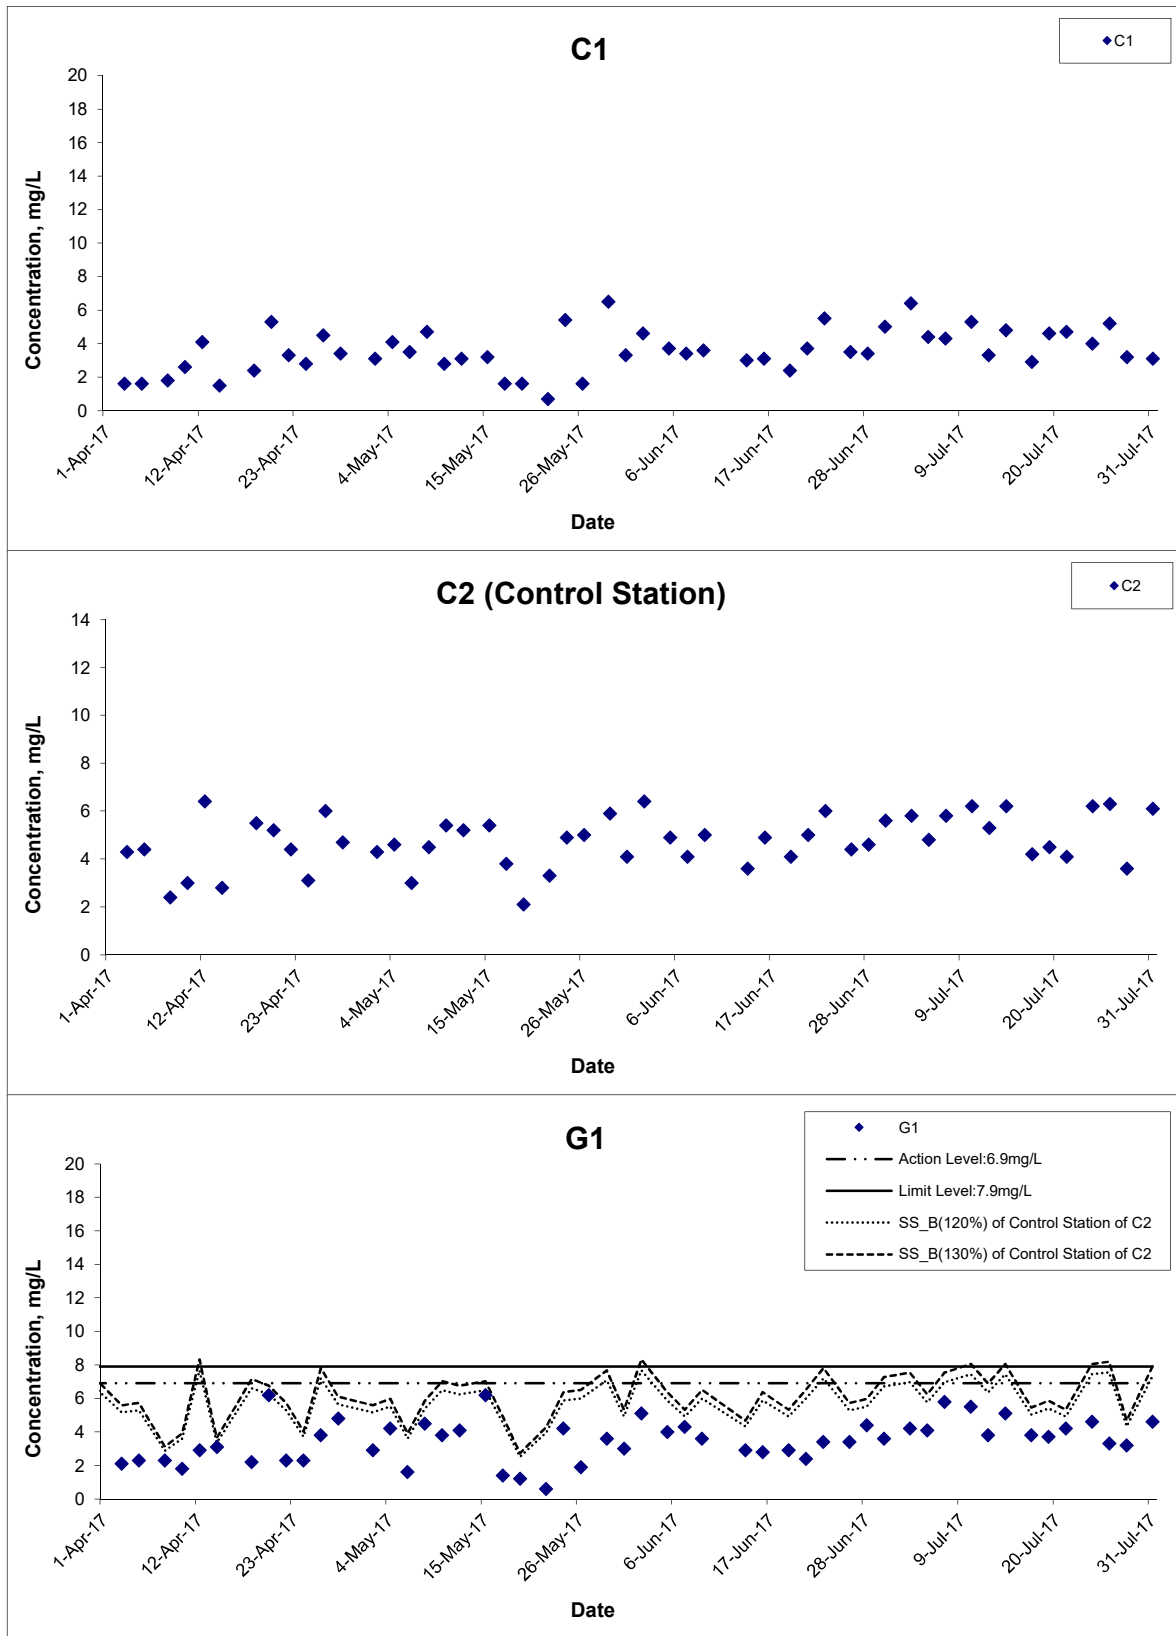 C1
C1
20
18
16
14
12
10
8
6
4
2
0
Concentration, mg/L
1-Apr-17
12-Apr-17
23-Apr-17
4-May-17
15-May-17
26-May-17
6-Jun-17
17-Jun-17
28-Jun-17
9-Jul-17
20-Jul-17
31-Jul-17
Date
C2 (Control Station)
C2
14
12
10
8
6
4
2
0
Concentration, mg/L
1-Apr-17
12-Apr-17
23-Apr-17
4-May-17
15-May-17
26-May-17
6-Jun-17
17-Jun-17
28-Jun-17
9-Jul-17
20-Jul-17
31-Jul-17
Date
G1
G1
Action Level:6.9mg/L
Limit Level:7.9mg/L
SS_B(120%) of Control Station of C2
SS_B(130%) of Control Station of C2
20
18
16
14
12
10
8
6
4
2
0
Concentration, mg/L
1-Apr-17
12-Apr-17
23-Apr-17
4-May-17
15-May-17
26-May-17
6-Jun-17
17-Jun-17
28-Jun-17
9-Jul-17
20-Jul-17
31-Jul-17
Date